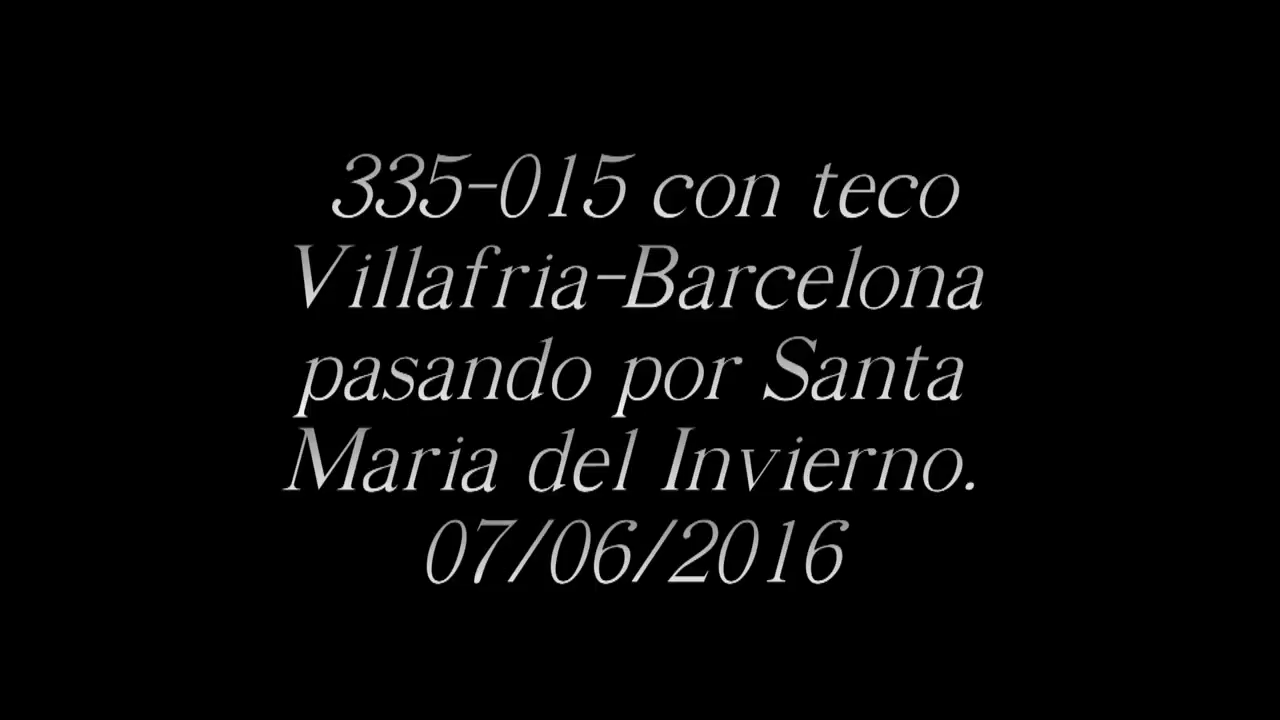 335-015 con teco
Villafria-Barcelona
pasando por Santa
Maria del Invierno.
07/06/2016